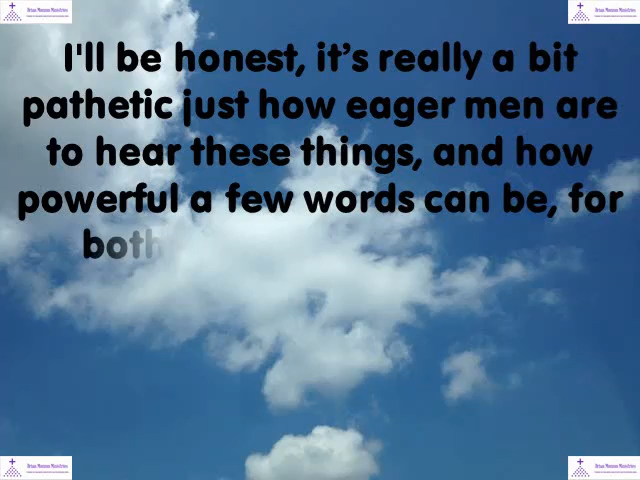 I'll be honest, it’s really a bit
pathetic just how eager men are
to hear these things, and how
powerful a few words can be, for
both